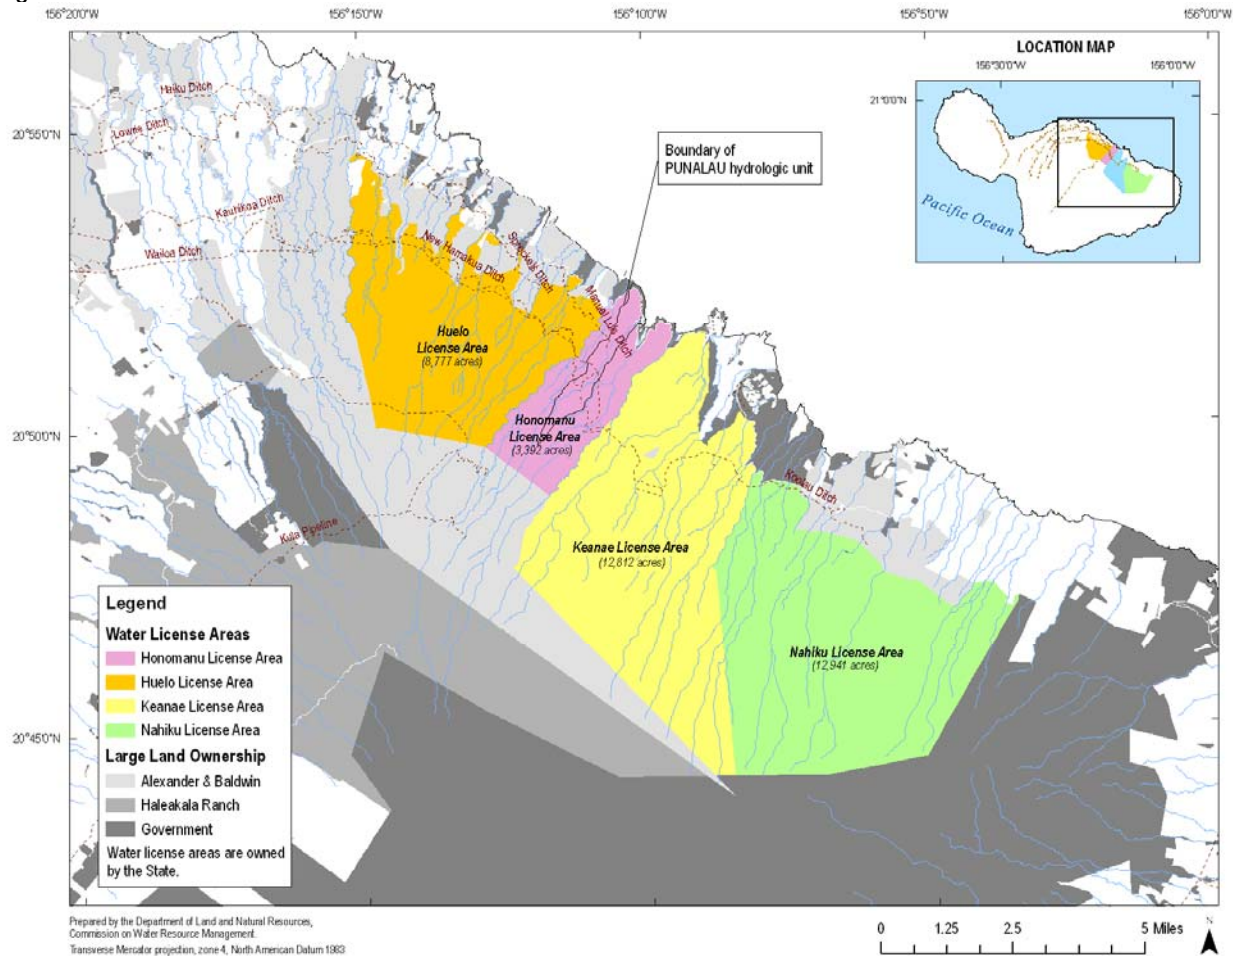 156°20'0"W
156°15'0"W
156°10'0"W
156°50'0"W
156°0'0"W
LOCATION MAP
156°30'0"W
156°0'0"W
21°0'0"N
Pacific Ocean
20°55'0"N
20°50'0"N
20°45'0"N
Haiku Ditch
Lowrie Ditch
Kauhikoa Ditch
Wailoa Ditch
New Hamakua Ditch
Spreckels Ditch
Manuel Luis Ditch
Koolau Ditch
Kula Pipeline
Boundary of
PUNALAU hydrologic unit
Huelo
License Area
(8,777 acres)
Honomanu
License Area
(3,392 acres)
Keanae License Area
(12,812 acres)
Nahiku License Area
(12,941 acres)
Legend
Water License Areas
Honomanu License Area
Huelo License Area
Keanae License Area
Nahiku License Area
Large Land Ownership
Alexander & Baldwin
Haleakala Ranch
Government
Water license areas are owned
by the State.
Prepared by the Department of Land and Natural Resources,
Commission on Water Resource Management.
Transverse Mercator projection, zone 4, North American Datum 1983
0 1.25 2.5 5 Miles
N